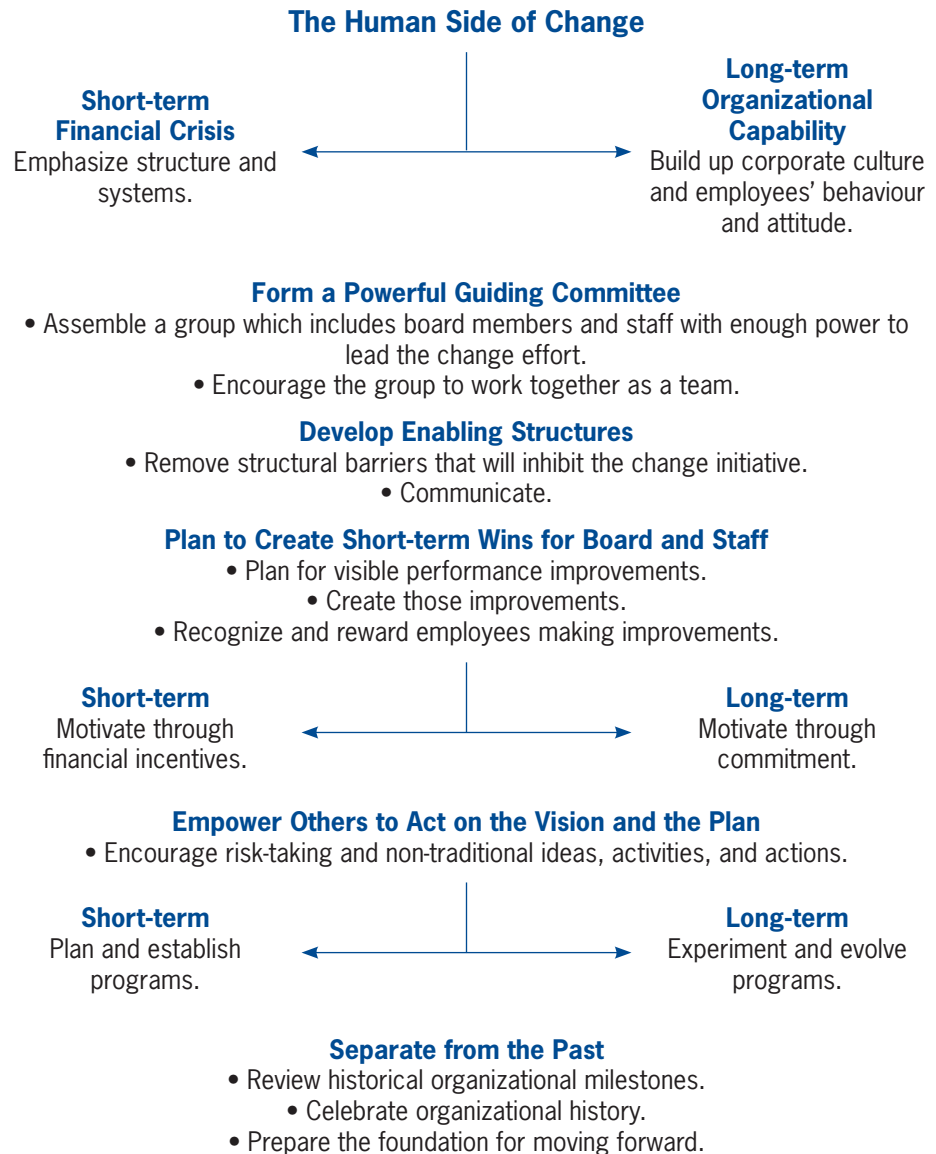 The Human Side of Change
Short-term
Financial Crisis
Emphasize structure and
systems.
Long-term
Organizational
Capability
Build up corporate culture
and employees’ behaviour
and attitude.
Form a Powerful Guiding Committee
• Assemble a group which includes board members and staff with enough power to
lead the change effort.
• Encourage the group to work together as a team.
Develop Enabling Structures
• Remove structural barriers that will inhibit the change initiative.
• Communicate.
Plan to Create Short-term Wins for Board and Staff
• Plan for visible performance improvements.
• Create those improvements.
• Recognize and reward employees making improvements.
Short-term
Motivate through
financial incentives.
Long-term
Motivate through
commitment.
Empower Others to Act on the Vision and the Plan
• Encourage risk-taking and non-traditional ideas, activities, and actions.
Short-term
Plan and establish
programs.
Long-term
Experiment and evolve
programs.
Separate from the Past
• Review historical organizational milestones.
• Celebrate organizational history.
• Prepare the foundation for moving forward.